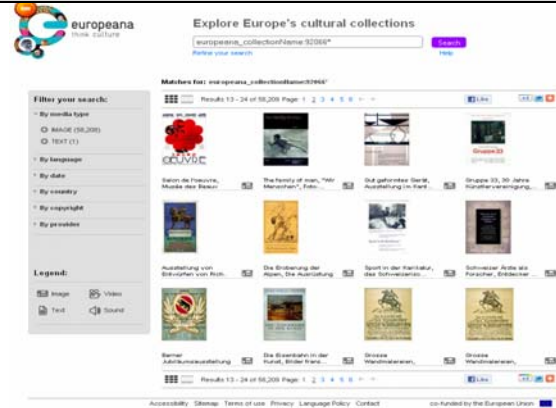 europeana
think culture
Explore Europe's cultural collections
europeana_collectionName:92066*
Search
Refine your search
Help
Matches for: europeana_collectionName:92066*
Filter your search:
By media type
IMAGE (58,208)
TEXT (1)
By language
By date
By country
By copyright
By provider
Legend:
Image
Video
Text
Sound
Results 13 - 24 of 58,209 Page: 1 2 3 4 5 6
Like
Salon de l'oeuvre,
Musée des Beaux
The family of man, "Wir
Menschen", Foto-
Gut geformtes Gerät,
Ausstellung im Kant...
Gruppe 33, 30 Jahre
Künstlervereinigung,
Gruppe 33
Ausstellung von
Entwürfen von Rich.
Die Eroberung der
Alpen, Die Ausrüstung
Sport in der Karikatur,
des Schweizerisc...
Schweizer Ärzte als
Forscher, Entdecker ...
Berner
Jubiläumsausstellung
Die Eisenbahn in der
Kunst, Bilder franz...
Grosse
Wandmalereien,
Grosse
Wandmalereien,
Results 13 - 24 of 58,209 Page: 1 2 3 4 5 6
Like
Accessibility Sitemap Terms of use Privacy Language Policy Contact
co-funded by the European Union